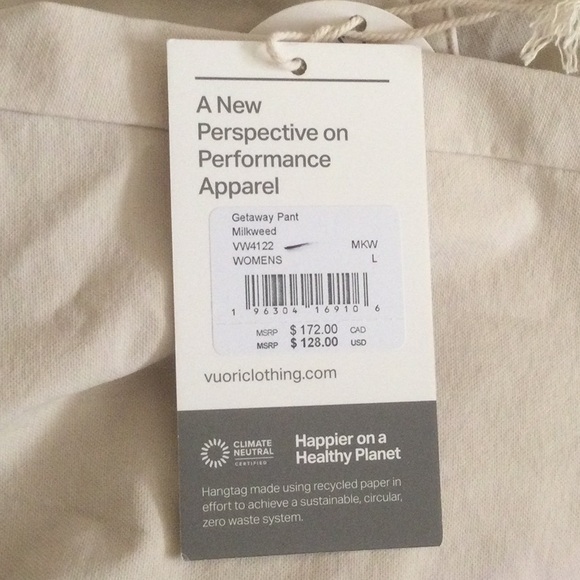 A New
Perspective on
Performance
Apparel
Getaway Pant
Milkweed
VW4122 MKW
WOMENS L
1 96304 16910 6
MSRP $ 172.00 CAD
MSRP $ 128.00 USD
vuoriclothing.com
CLIMATE
NEUTRAL
CERTIFIED
Happier on a
Healthy Planet
Hangtag made using recycled paper in
effort to achieve a sustainable, circular,
zero waste system.